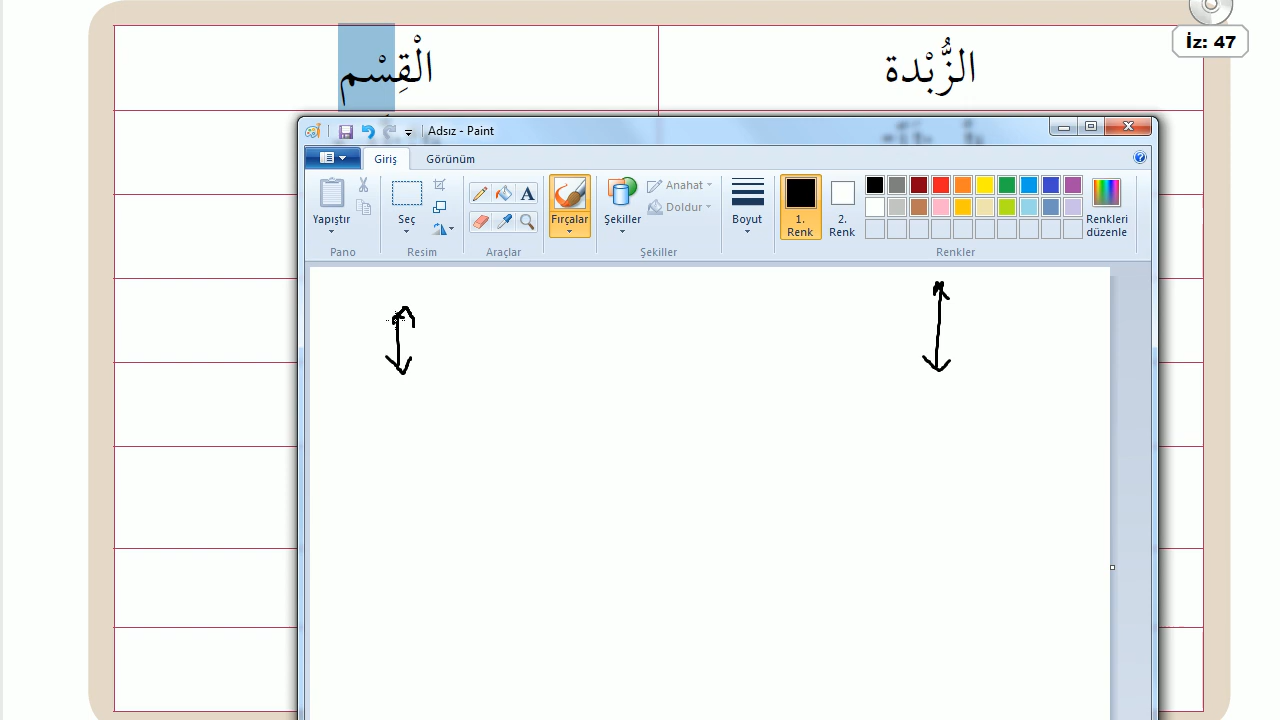 İz: 47
الزُّبْدة
الْقِسْم
Adsız - Paint
Giriş
Görünüm
Yapıştır
Seç
Fırçalar
Şekiller
Anahat
Doldur
Boyut
1. Renk
2. Renk
Renkleri düzenle
Pano
Resim
Araçlar
Şekiller
Renkler